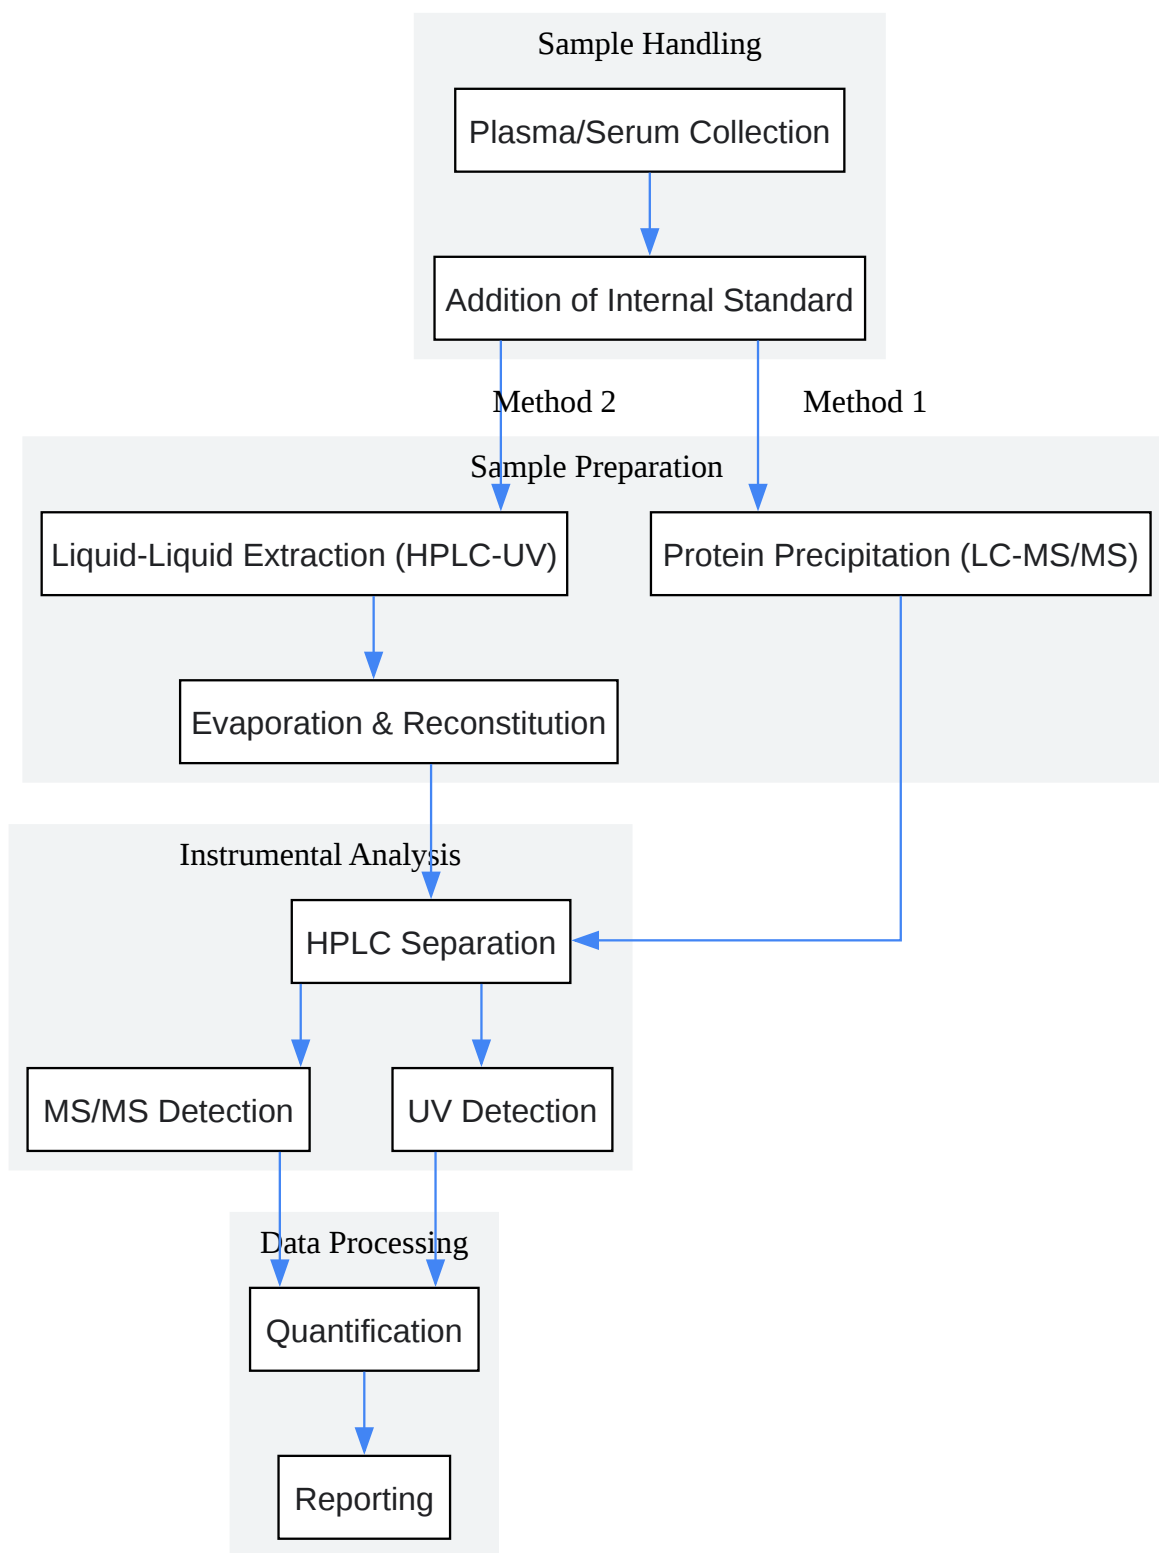 Sample Handling
Plasma/Serum Collection
Addition of Internal Standard
Method 2
Method 1
Sample Preparation
Liquid-Liquid Extraction (HPLC-UV)
Protein Precipitation (LC-MS/MS)
Evaporation & Reconstitution
Instrumental Analysis
HPLC Separation
MS/MS Detection
UV Detection
Data Processing
Quantification
Reporting